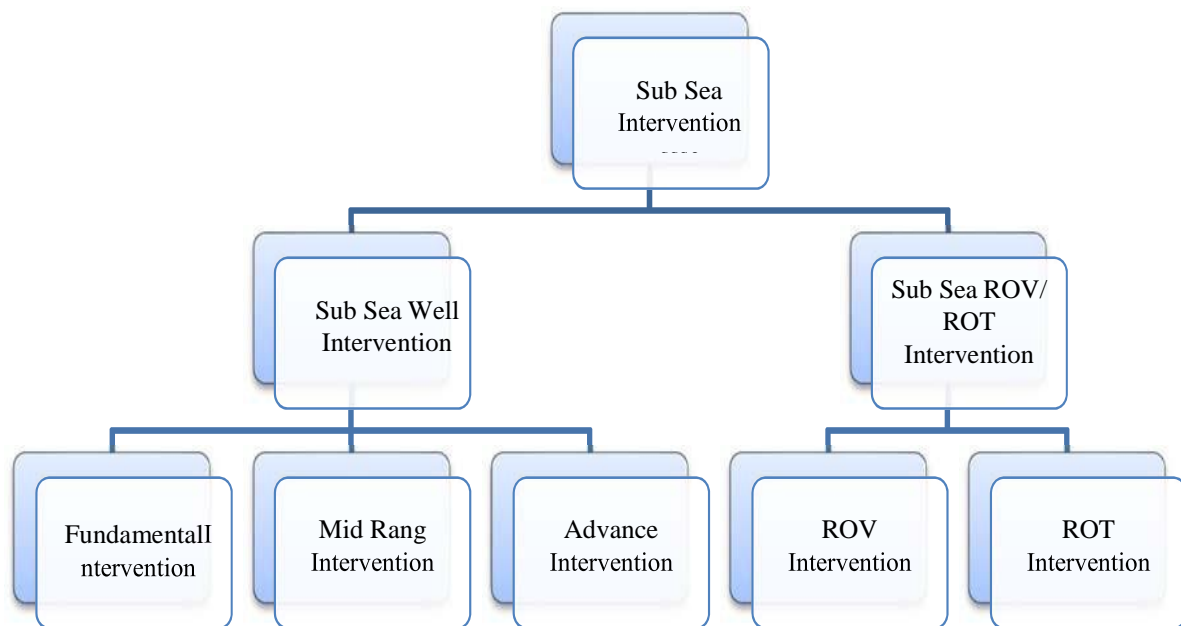 Sub Sea
Intervention
Sub Sea Well
Intervention
Sub Sea ROV/
ROT
Intervention
FundamentalI
ntervention
Mid Rang
Intervention
Advance
Intervention
ROV
Intervention
ROT
Intervention